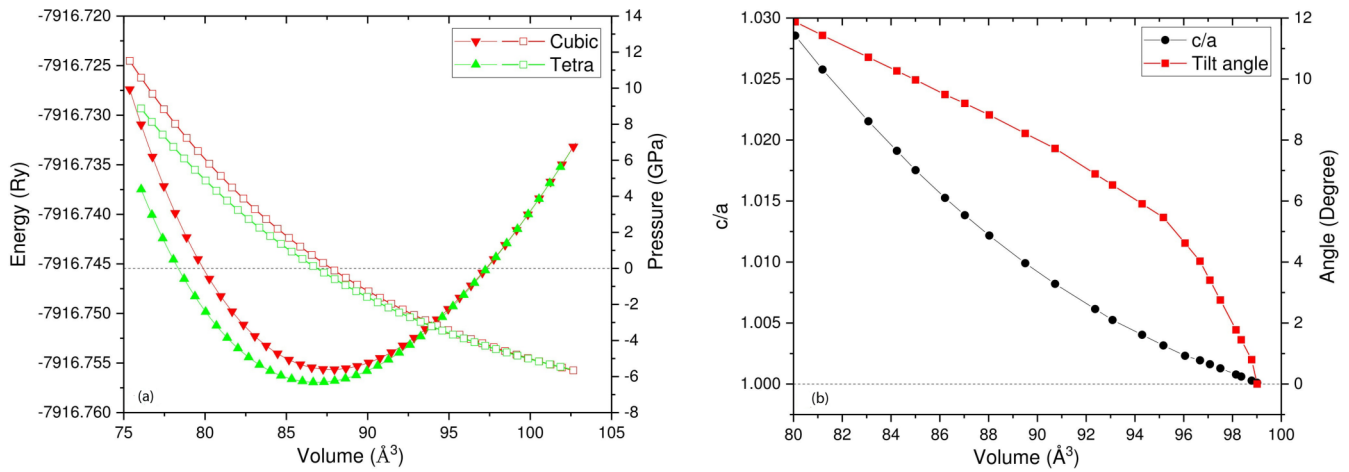 -7916.720
-7916.725
-7916.730
-7916.735
-7916.740
-7916.745
-7916.750
-7916.755
-7916.760
Energy (Ry)
14
12
10
8
6
4
2
0
-2
-4
-6
-8
Pressure (GPa)
Cubic
Tetra
(a)
75 80 85 90 95 100 105
Volume (Å³)
1.030
1.025
1.020
1.015
1.010
1.005
1.000
c/a
12
10
8
6
4
2
0
Angle (Degree)
c/a
Tilt angle
(b)
80 82 84 86 88 90 92 94 96 98 100
Volume (Å³)